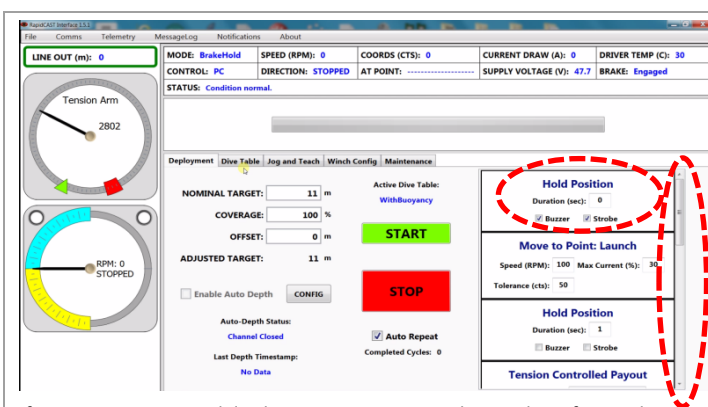 RapidCAST Interface 1.5.1
File Comms Telemetry MessageLog Notifications About
LINE OUT (m): 0
MODE: BrakeHold SPEED (RPM): 0 COORDS (CTS): 0 CURRENT DRAW (A): 0 DRIVER TEMP (C): 30
CONTROL: PC DIRECTION: STOPPED AT POINT: -------------------- SUPPLY VOLTAGE (V): 47.7 BRAKE: Engaged
STATUS: Condition normal.
Tension Arm
2802
RPM: 0
STOPPED
Deployment Dive Table Jog and Teach Winch Config Maintenance
NOMINAL TARGET: 11 m
COVERAGE: 100 %
OFFSET: 0 m
ADJUSTED TARGET: 11 m
Enable Auto Depth CONFIG
Auto-Depth Status:
Channel Closed
Last Depth Timestamp:
No Data
Active Dive Table:
WithBuoyancy
START
STOP
Auto Repeat
Completed Cycles: 0
Hold Position
Duration (sec): 0
Buzzer Strobe
Move to Point: Launch
Speed (RPM): 100 Max Current (%): 30
Tolerance (cts): 50
Hold Position
Duration (sec): 1
Buzzer Strobe
Tension Controlled Payout